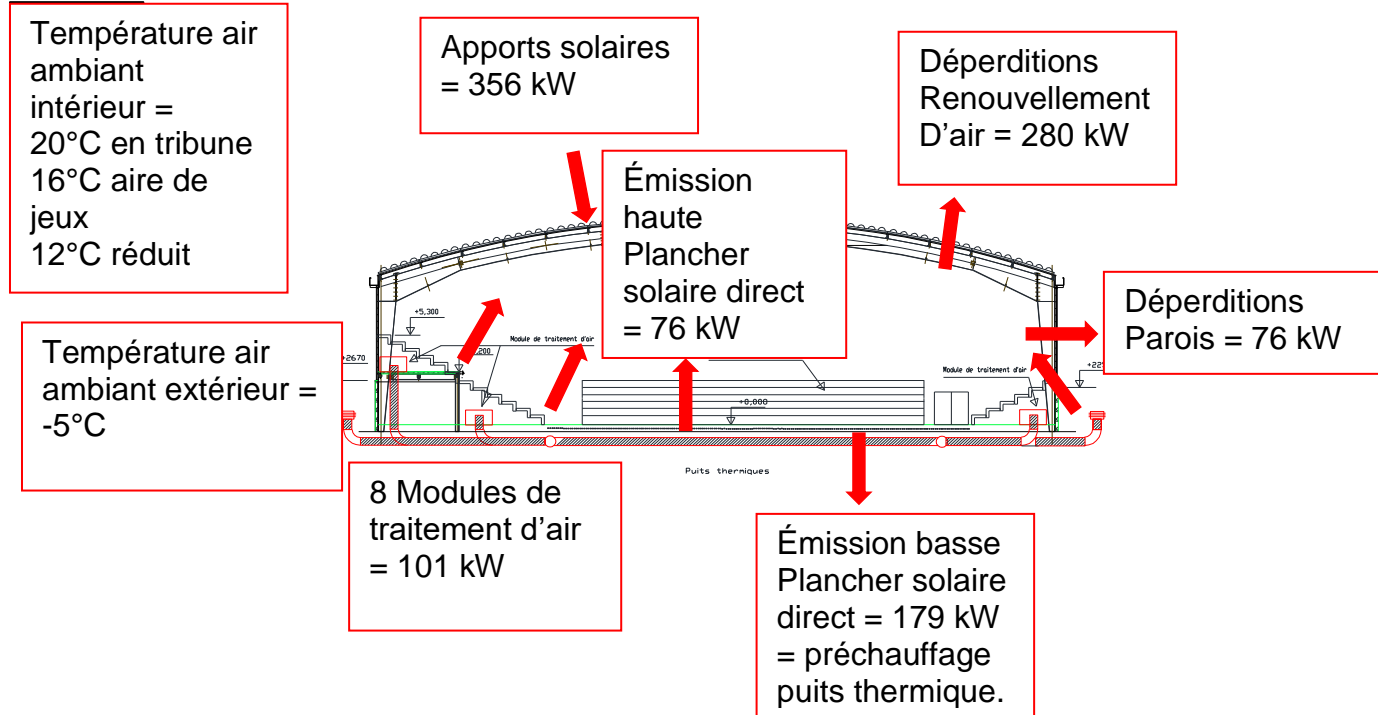 Température air
ambiant
intérieur =
20°C en tribune
16°C aire de
jeux
12°C réduit
Apports solaires
= 356 kW
Déperditions
Renouvellement
D'air = 280 kW
Émission
haute
Plancher
solaire direct
= 76 kW
Déperditions
Parois = 76 kW
Température air
ambiant extérieur =
-5°C
+5,300
Module de traitement d'air
Module de traitement d'air
+0,000
Puits thermiques
8 Modules de
traitement d'air
= 101 kW
Émission basse
Plancher solaire
direct = 179 kW
= préchauffage
puits thermique.